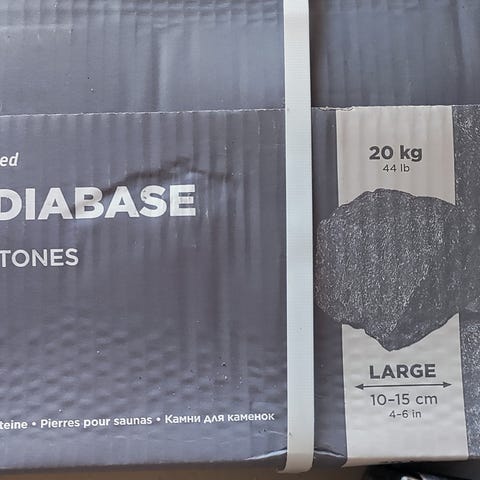 ed
DIABASE
TONES
20 kg
44 lb
LARGE
10–15 cm
4–6 in
teine • Pierres pour saunas • Камни для каменок